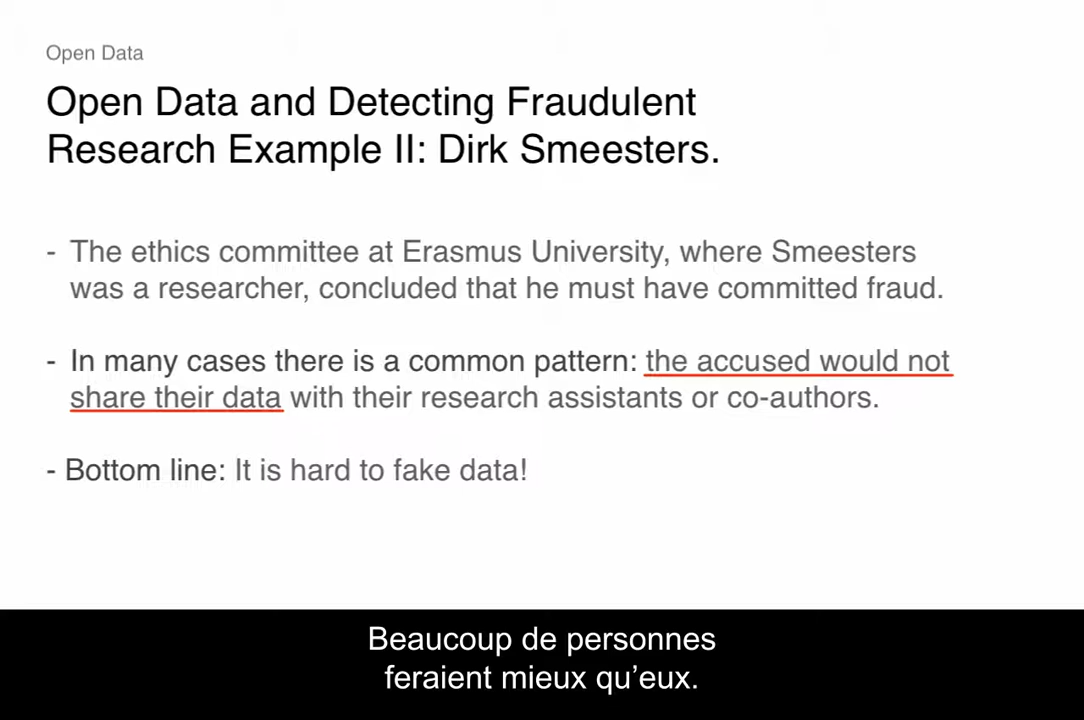 Open Data
Open Data and Detecting Fraudulent
Research Example II: Dirk Smeesters.
- The ethics committee at Erasmus University, where Smeesters
was a researcher, concluded that he must have committed fraud.
- In many cases there is a common pattern: the accused would not
share their data with their research assistants or co-authors.
- Bottom line: It is hard to fake data!
Beaucoup de personnes
feraient mieux qu’eux.